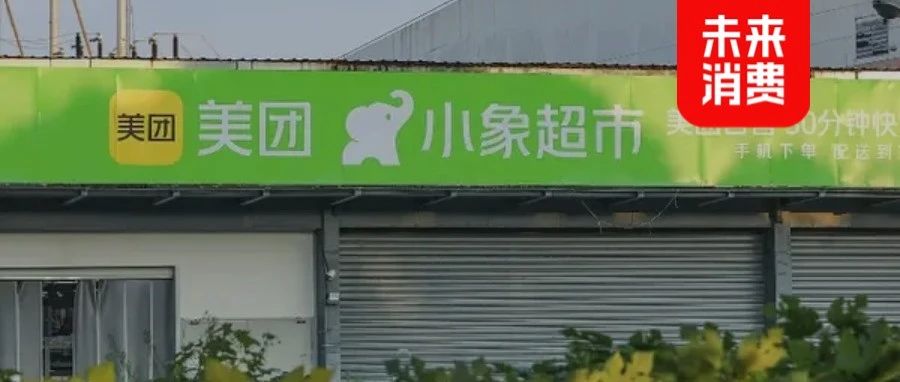 未来
消费
美团
美团 小象超市
30分钟快
手机下单 配送到